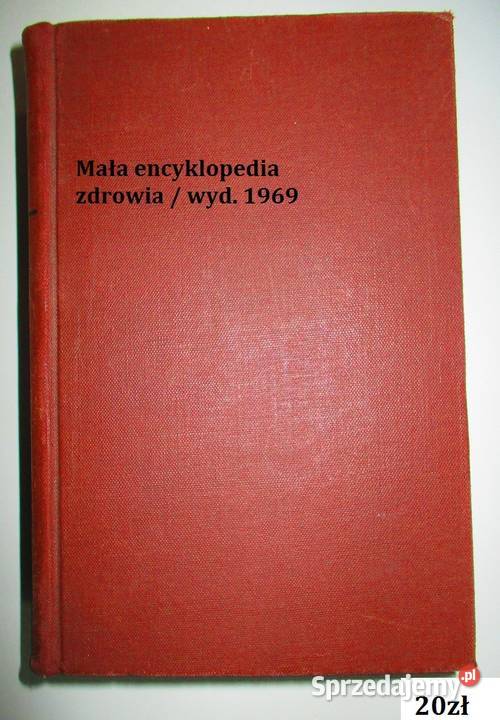 Mała encyklopedia
zdrowia / wyd. 1969
Sprzedajemy.pl
20zł